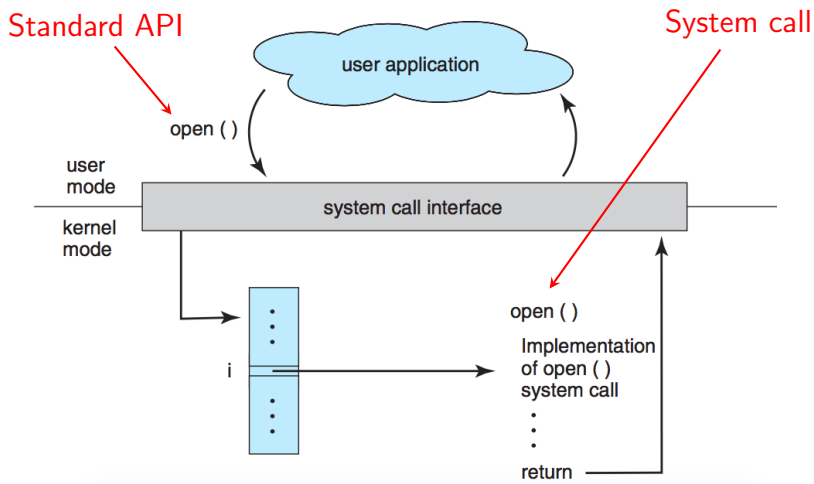 Standard API
System call
user application
open ( )
user
mode
system call interface
kernel
mode
open ( )
Implementation
of open ( )
system call
i
return